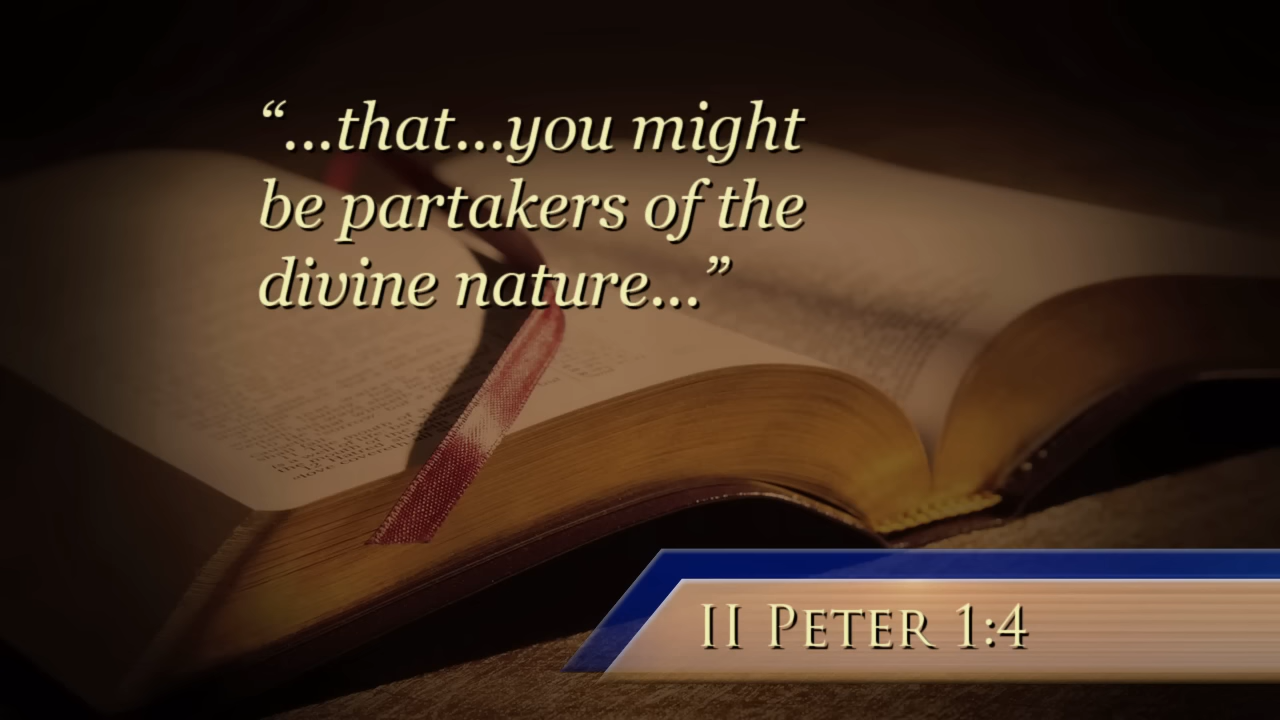 “...that...you might
be partakers of the
divine nature...”
II Peter 1:4